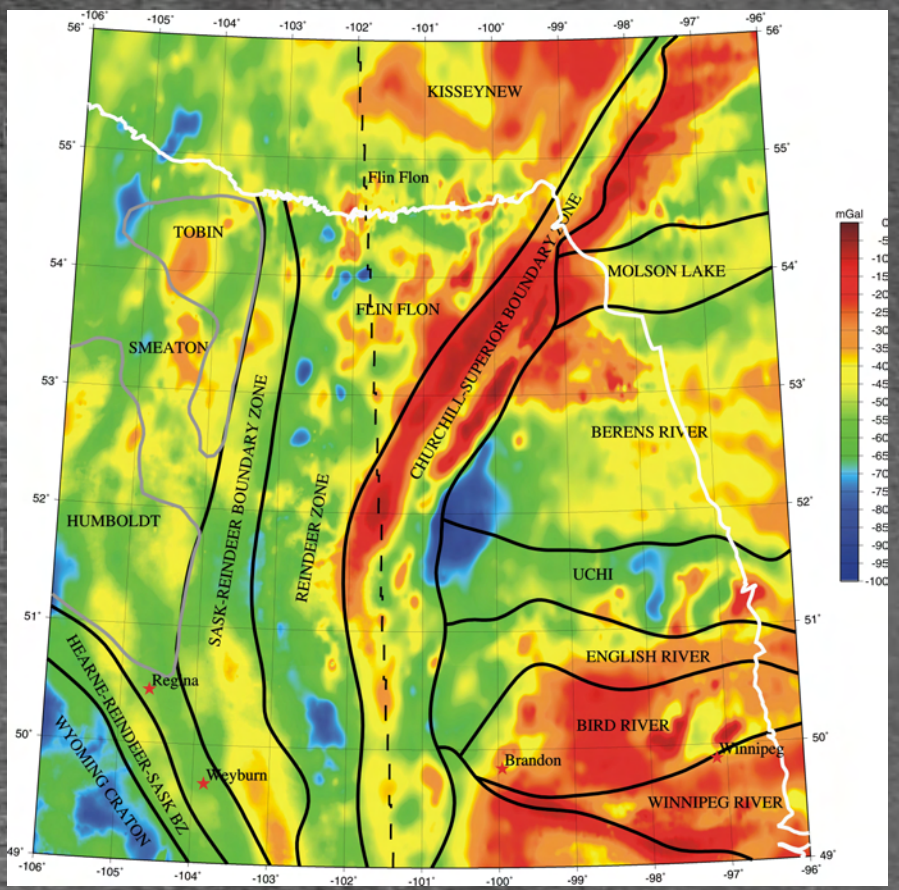 -106 -105 -104 -103 -102 -101 -100 -99 -98 -97 -96
56° 56°
KISSEYNEW
55° 55°
Flin Flon
mGal
TOBIN
54° 54°
MOLSON LAKE
FLIN FLON
SMEATON
53° 53°
CHURCHILL-SUPERIOR BOUNDARY ZONE
BERENS RIVER
52° 52°
HUMBOLDT
SASK-REINDEER BOUNDARY ZONE
REINDEER ZONE
UCHI
51° 51°
ENGLISH RIVER
HEARNE-REINDEER-SASK BZ
Regina
BIRD RIVER
50° 50°
WYOMING CRATON
Winnipeg
Brandon
Weyburn
WINNIPEG RIVER
49° 49°
-106 -105 -104 -103 -102 -101 -100 -99 -98 -97 -96
0
-5
-10
-15
-20
-25
-30
-35
-40
-45
-50
-55
-60
-65
-70
-75
-80
-85
-90
-95
-100